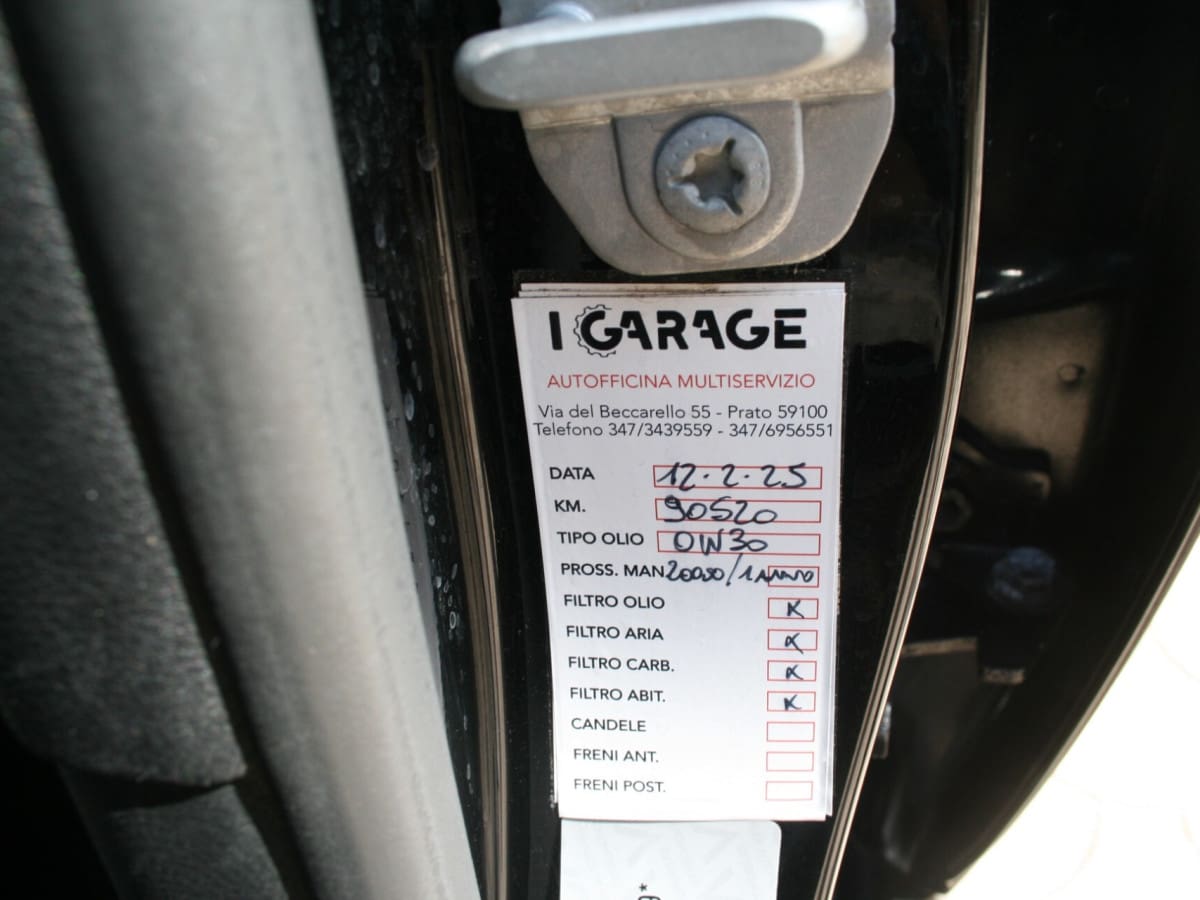 I GARAGE
AUTOFFICINA MULTISERVIZIO
Via del Beccarello 55 - Prato 59100
Telefono 347/3439559 - 347/6956551
DATA 12.2.25
KM. 90520
TIPO OLIO 0W30
PROSS. MAN 20000/1 ANNO
FILTRO OLIO X
FILTRO ARIA X
FILTRO CARB. X
FILTRO ABIT. X
CANDELE
FRENI ANT.
FRENI POST.